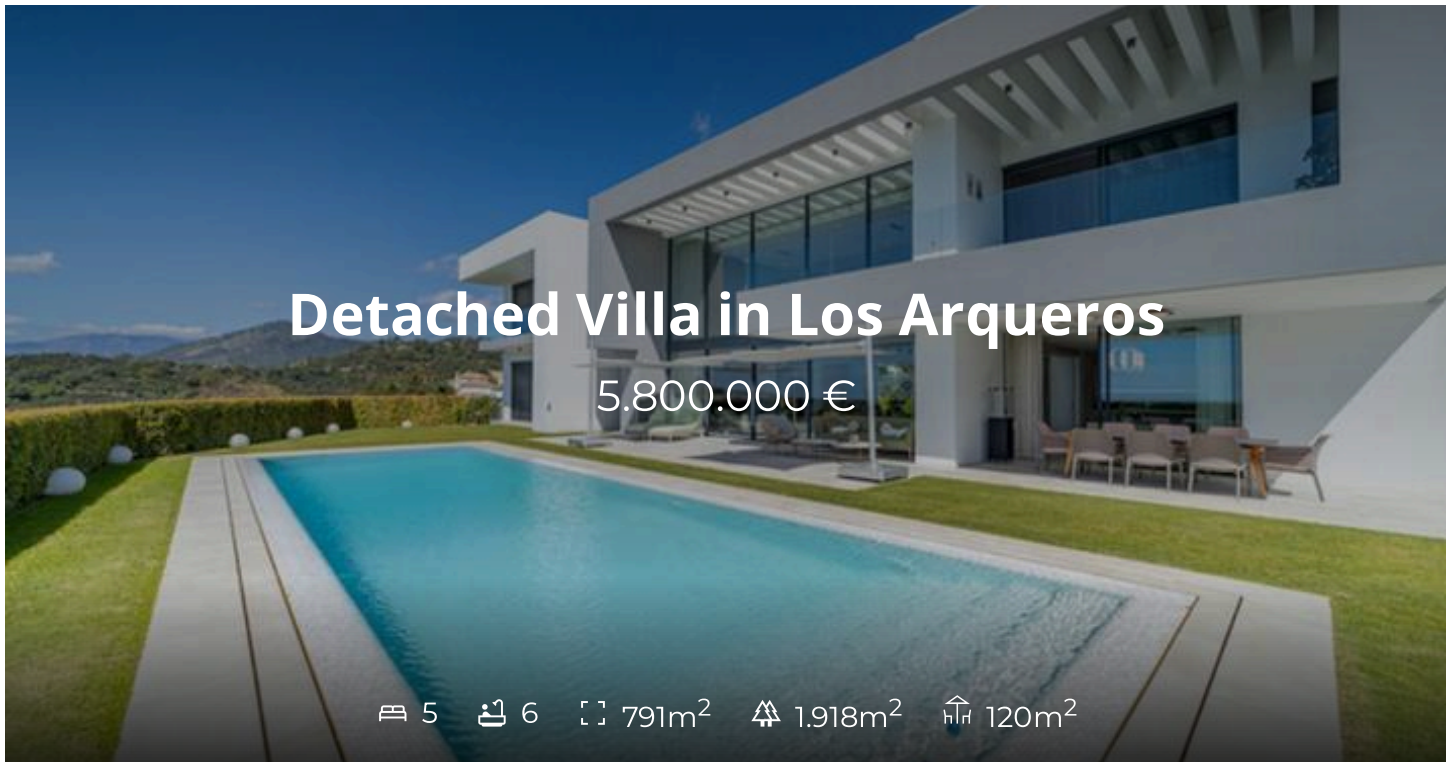 Detached Villa in Los Arqueros
5.800.000 €
5 6 791m² 1.918m² 120m²